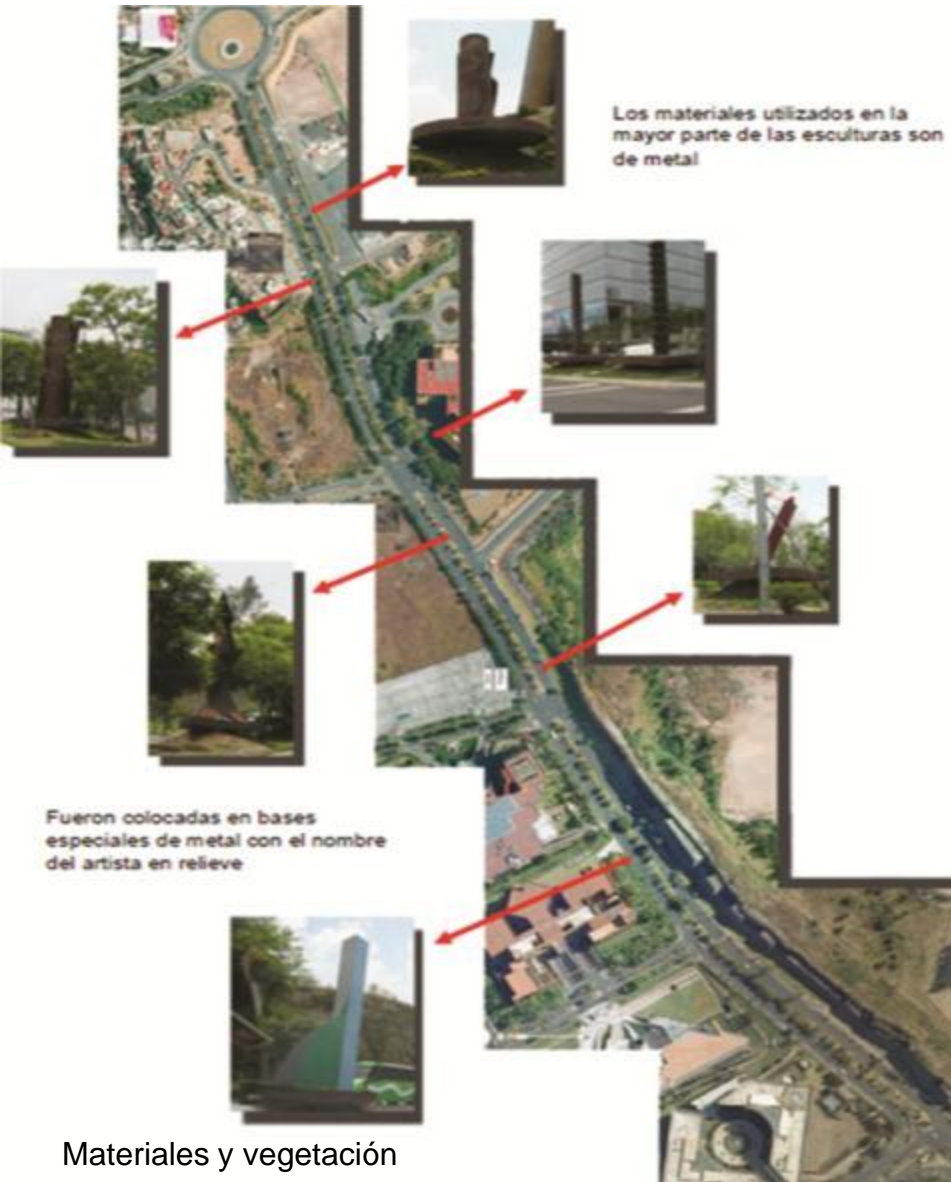 Los materiales utilizados en la
mayor parte de las esculturas son
de metal
Fueron colocadas en bases
especiales de metal con el nombre
del artista en relieve
Materiales y vegetación